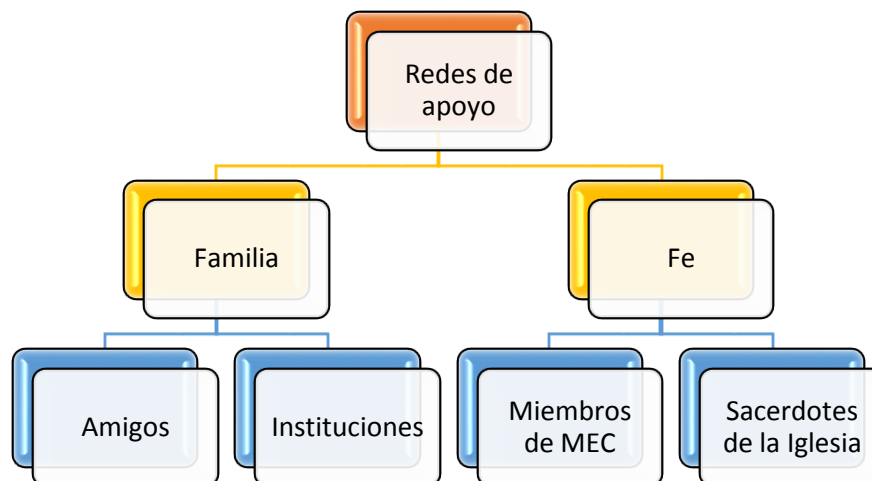 Redes de
apoyo
Familia
Fe
Amigos
Instituciones
Miembros
de MEC
Sacerdotes
de la Iglesia